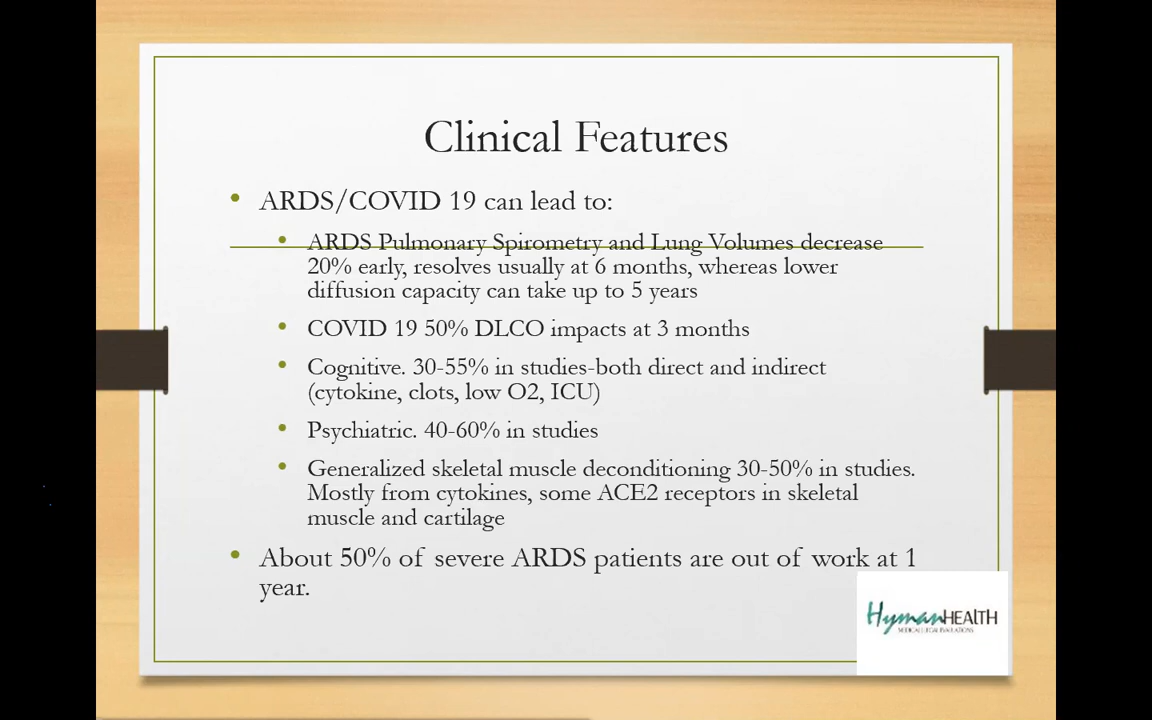 Clinical Features
• ARDS/COVID 19 can lead to:
• ARDS Pulmonary Spirometry and Lung Volumes decrease
20% early, resolves usually at 6 months, whereas lower
diffusion capacity can take up to 5 years
• COVID 19 50% DLCO impacts at 3 months
• Cognitive. 30-55% in studies-both direct and indirect
(cytokine, clots, low O2, ICU)
• Psychiatric. 40-60% in studies
• Generalized skeletal muscle deconditioning 30-50% in studies.
Mostly from cytokines, some ACE2 receptors in skeletal
muscle and cartilage
• About 50% of severe ARDS patients are out of work at 1
year.
HymanHEALTH
MEDICAL LEGAL EVALUATIONS